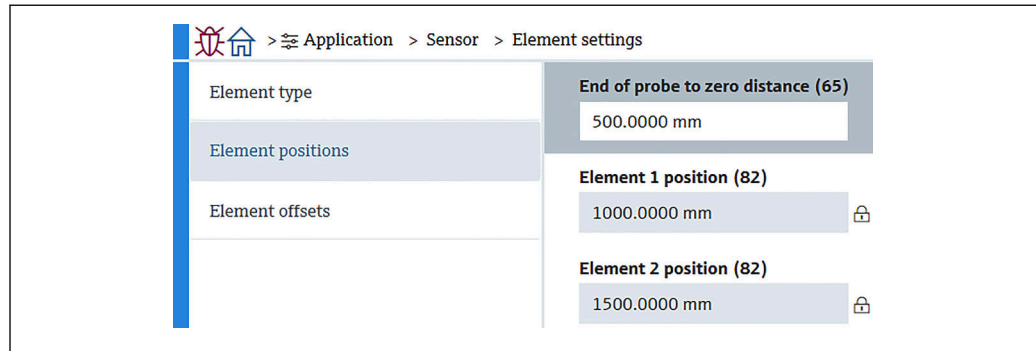 > Application > Sensor > Element settings
Element type
Element positions
Element offsets
End of probe to zero distance (65)
500.0000 mm
Element 1 position (82)
1000.0000 mm
Element 2 position (82)
1500.0000 mm